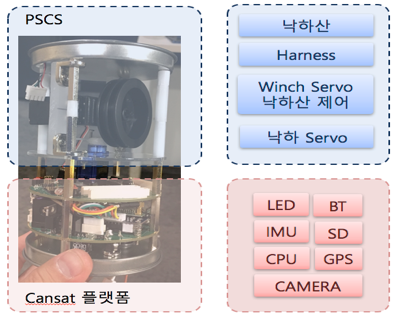 PSCS
Cansat 플랫폼
낙하산
Harness
Winch Servo
낙하산 제어
낙하 Servo
LED
BT
IMU
SD
CPU
GPS
CAMERA